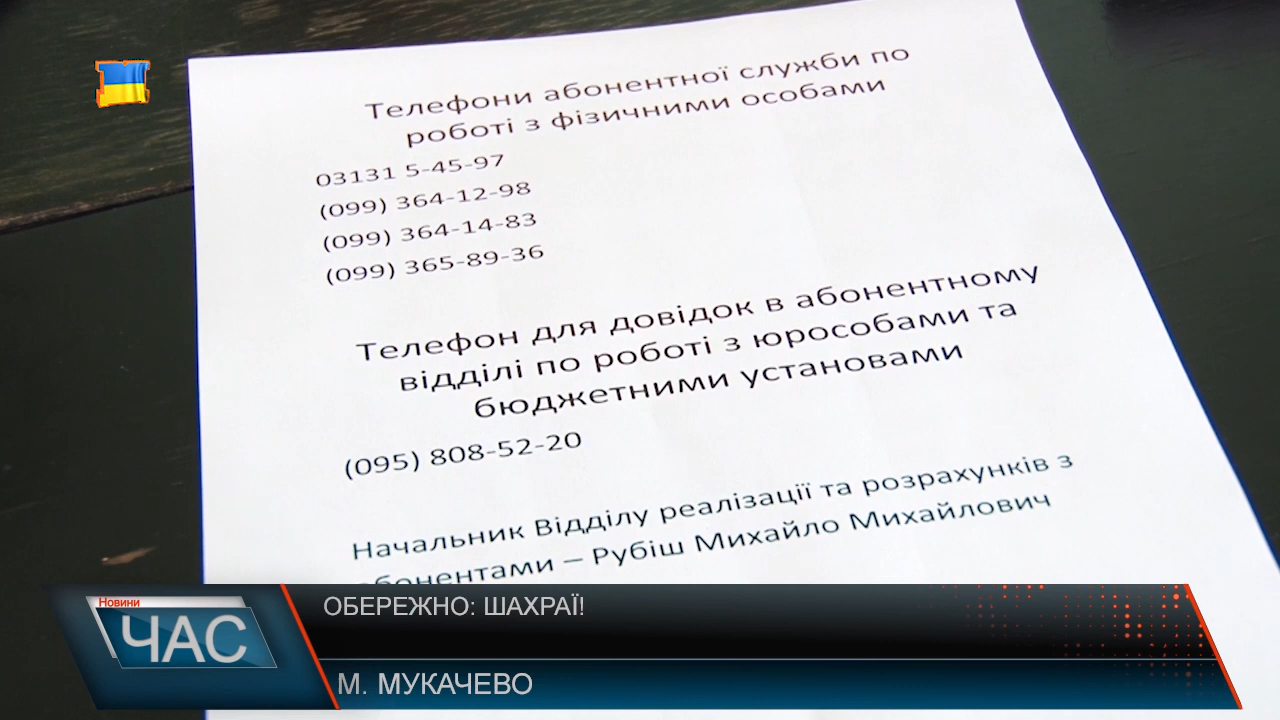 Телефони абонентної служби по
роботі з фізичними особами
03131 5-45-97
(099) 364-12-98
(099) 364-14-83
(099) 365-89-36
Телефон для довідок в абонентному
відділі по роботі з юрособами та
бюджетними установами
(095) 808-52-20
Начальник Відділу реалізації та розрахунків з
абонентами – Рубіш Михайло Михайлович
Новини
ЧАС
ОБЕРЕЖНО: ШАХРАЇ!
М. МУКАЧЕВО